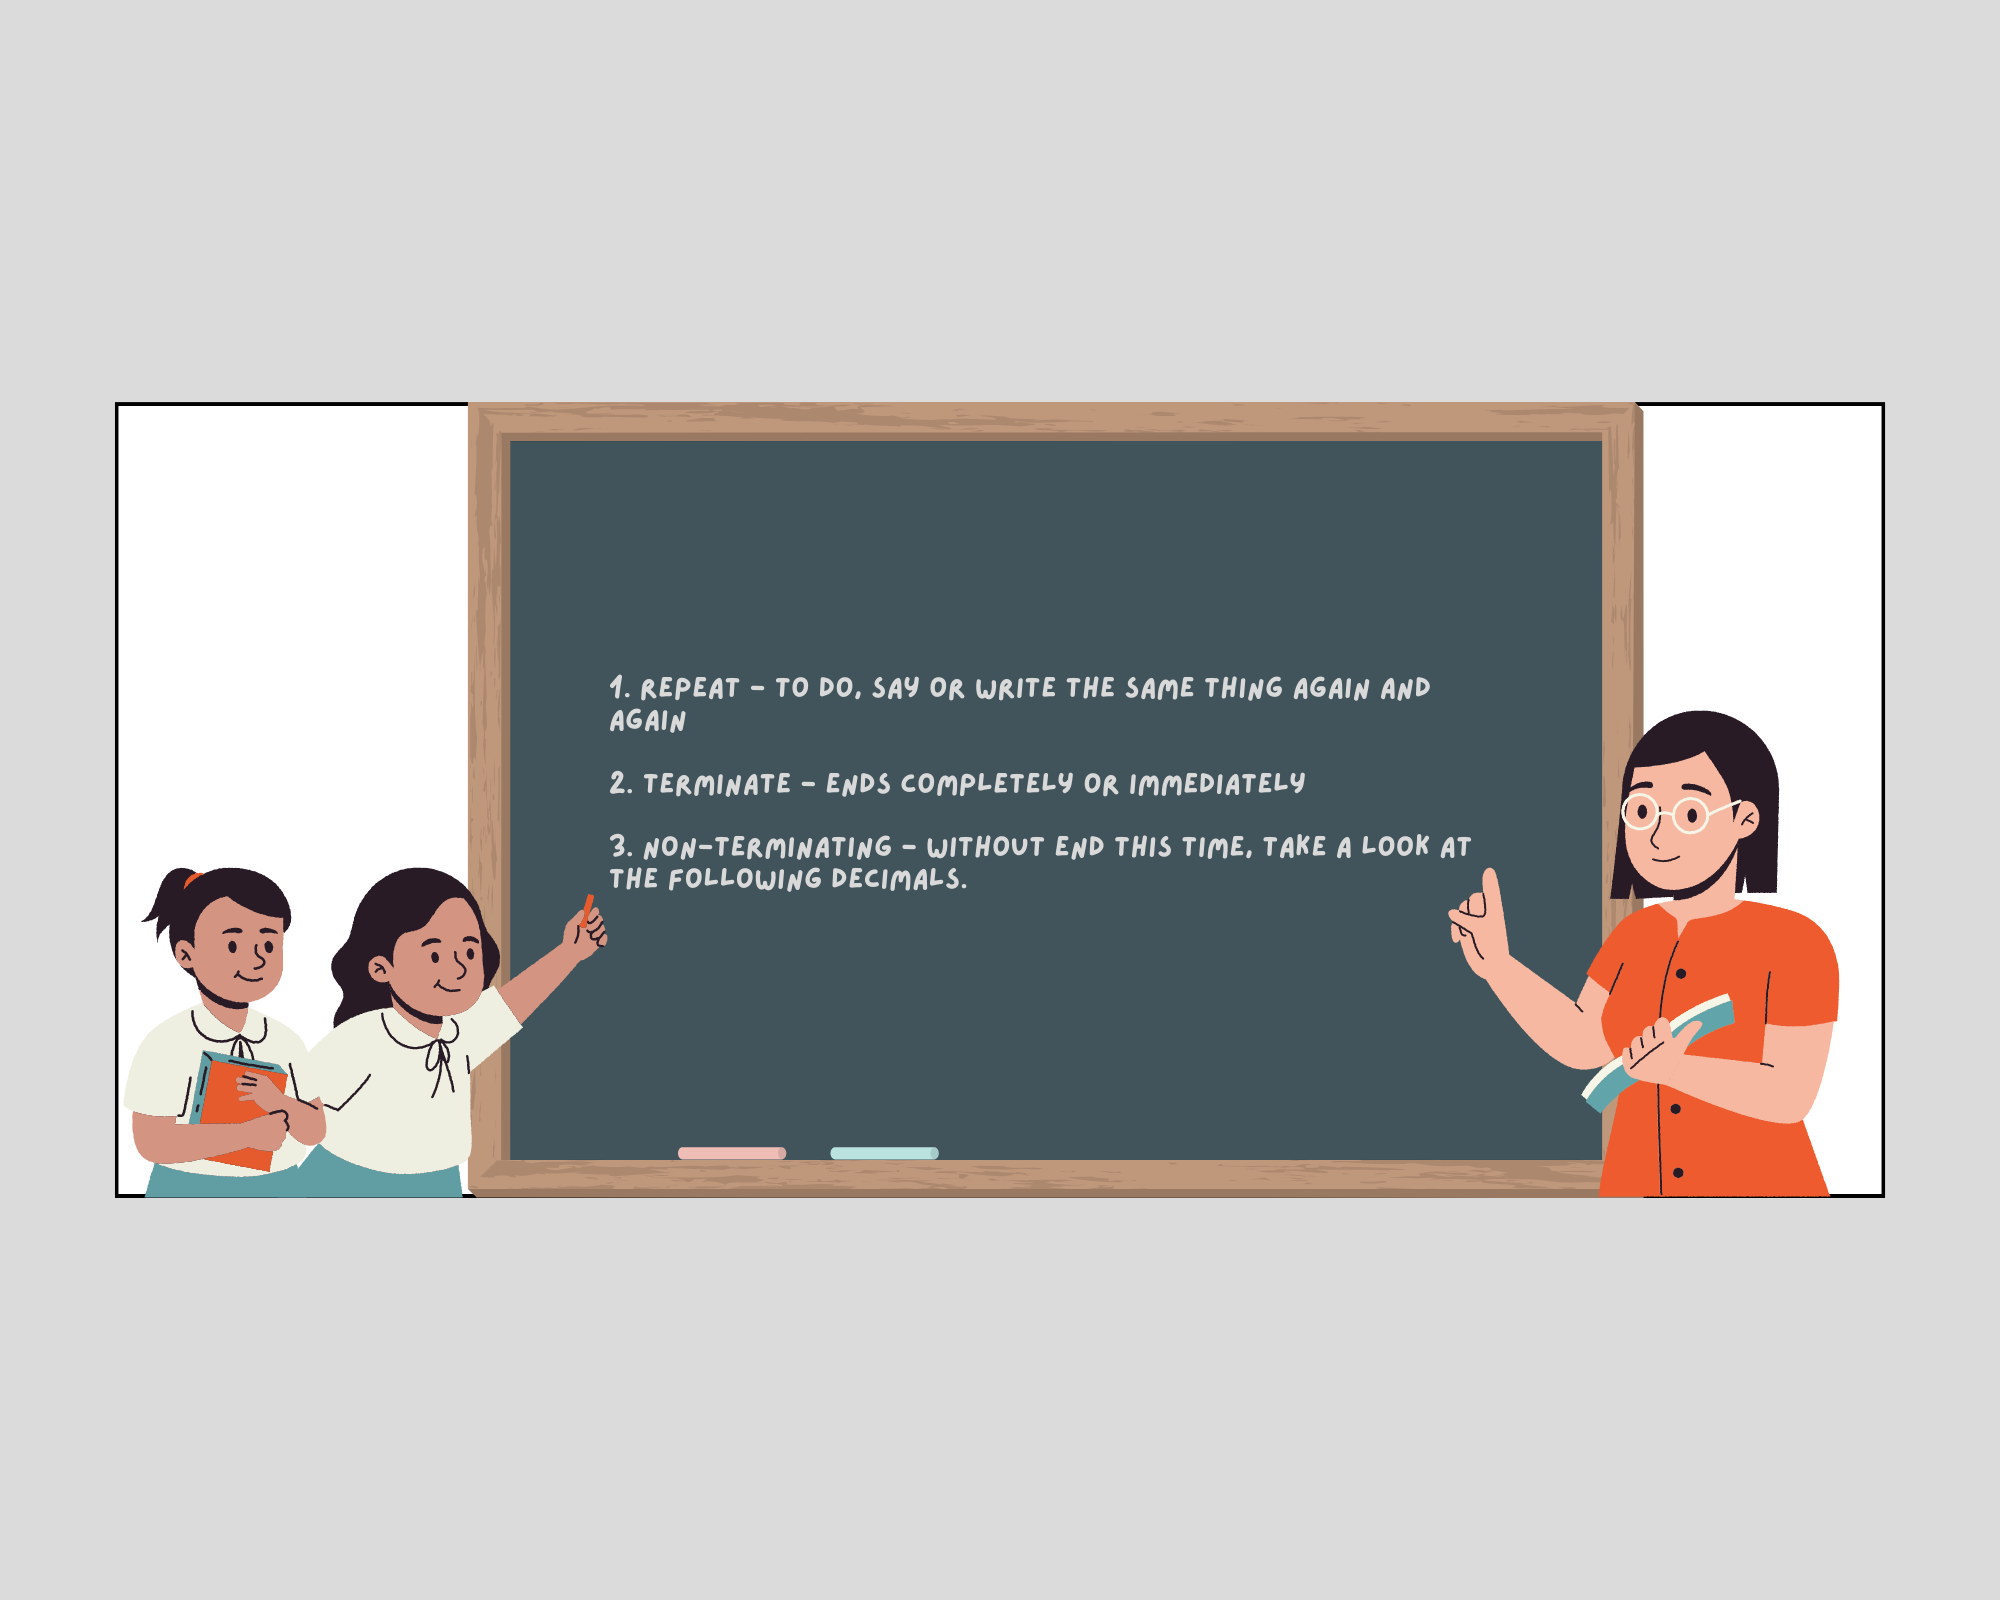 1. REPEAT – TO DO, SAY OR WRITE THE SAME THING AGAIN AND
AGAIN
2. TERMINATE – ENDS COMPLETELY OR IMMEDIATELY
3. NON-TERMINATING – WITHOUT END THIS TIME, TAKE A LOOK AT
THE FOLLOWING DECIMALS.